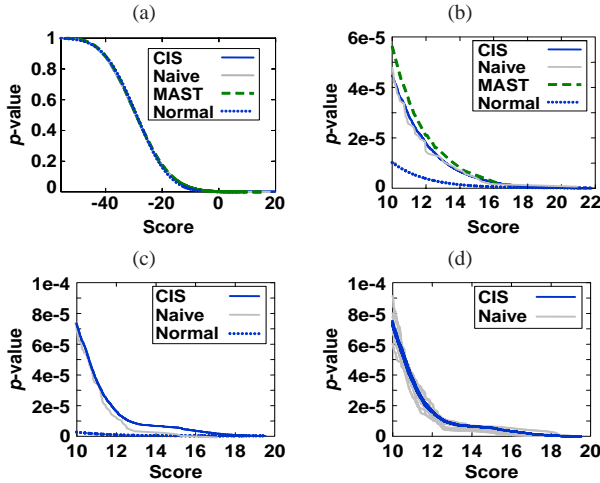 (a)
1
0.8
0.6
0.4
0.2
0
-40
-20
0
20
p-value
Score
CIS
Naive
MAST
Normal
(b)
6e-5
4e-5
2e-5
0
10
12
14
16
18
20
22
p-value
Score
CIS
Naive
MAST
Normal
(c)
1e-4
8e-5
6e-5
4e-5
2e-5
0
10
12
14
16
18
20
p-value
Score
CIS
Naive
Normal
(d)
1e-4
8e-5
6e-5
4e-5
2e-5
0
10
12
14
16
18
20
p-value
Score
CIS
Naive